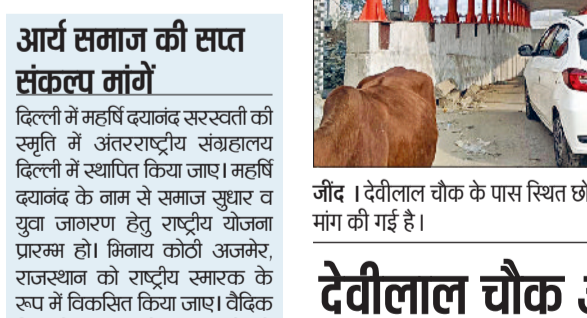 आर्य समाज की सप्त
संकल्प मांगें
दिल्ली में महर्षि दयानंद सरस्वती की
स्मृति में अंतरराष्ट्रीय संग्रहालय
दिल्ली में स्थापित किया जाए। महर्षि
दयानंद के नाम से समाज सुधार व
युवा जागरण हेतु राष्ट्रीय योजना
प्रारम्भ हो। भिनाय कोठी अजमेर,
राजस्थान को राष्ट्रीय स्मारक के
रूप में विकसित किया जाए। वैदिक
जींद । देवीलाल चौक के पास स्थित
मांग की गई है।
देवीलाल चौक